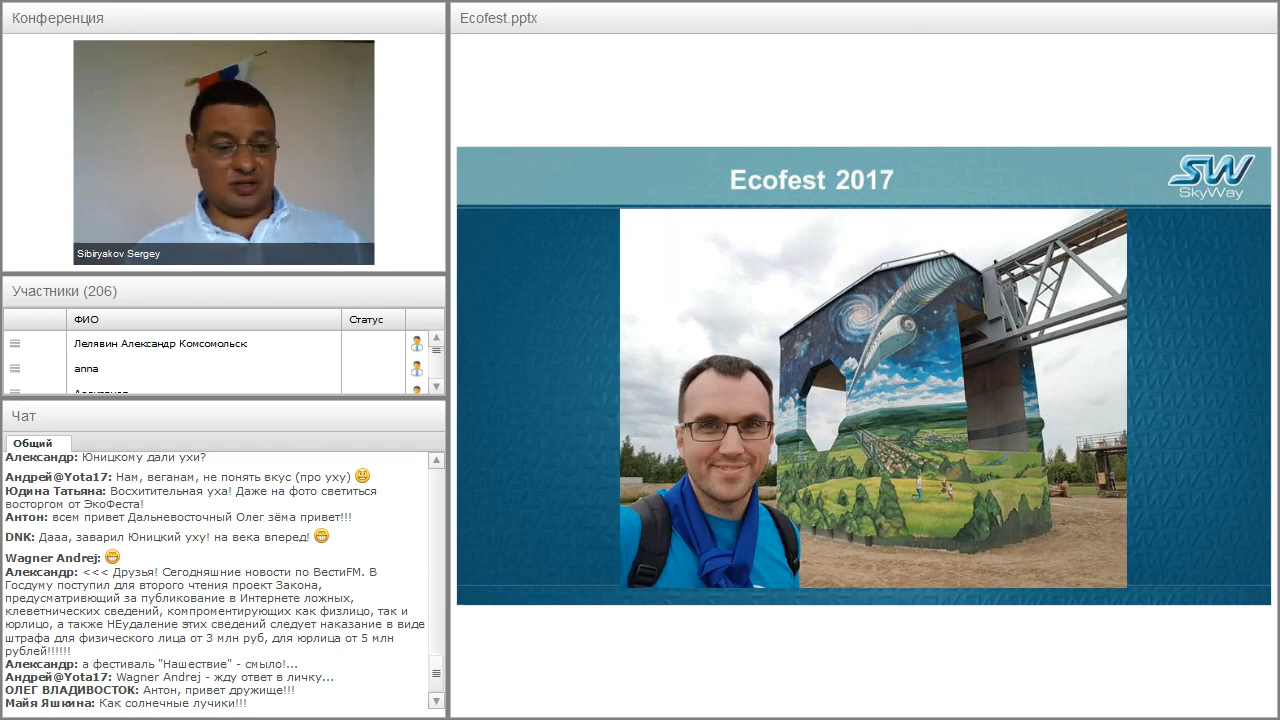 Конференция
Sibiryakov Sergey
Участники (206)
ФИО
Статус
Лелявин Александр Комсомольск
anna
Чат
Общий
Александр: Юницкому дали ухи?
Андрей@Yota17: Нам, веганам, не понять вкус (про уху)
Юдина Татьяна: Восхитительная уха! Даже на фото светиться
восторгом от ЭкоФеста!
Антон: всем привет Дальневосточный Олег зёма привет!!!
DNK: Дааа, заварил Юницкий уху! на века вперед!
Wagner Andrej:
Александр: <<< Друзья! Сегодняшние новости по ВестиFM. В
Госдуму поступил для второго чтения проект Закона,
предусматривющий за публикование в Интернете ложных,
клеветнических сведений, компроментирующих как физлицо, так и
юрлицо, а также НЕудаление этих сведений следует наказание в виде
штрафа для физического лица от 3 млн руб, для юрлица от 5 млн
рублей!!!!!!
Александр: а фестиваль "Нашествие" - смыло!...
Андрей@Yota17: Wagner Andrej - жду ответ в личку...
ОЛЕГ ВЛАДИВОСТОК: Антон, привет дружище!!!
Майя Яшкина: Как солнечные лучики!!!
Ecofest.pptx
Ecofest 2017
SW
SkyWay